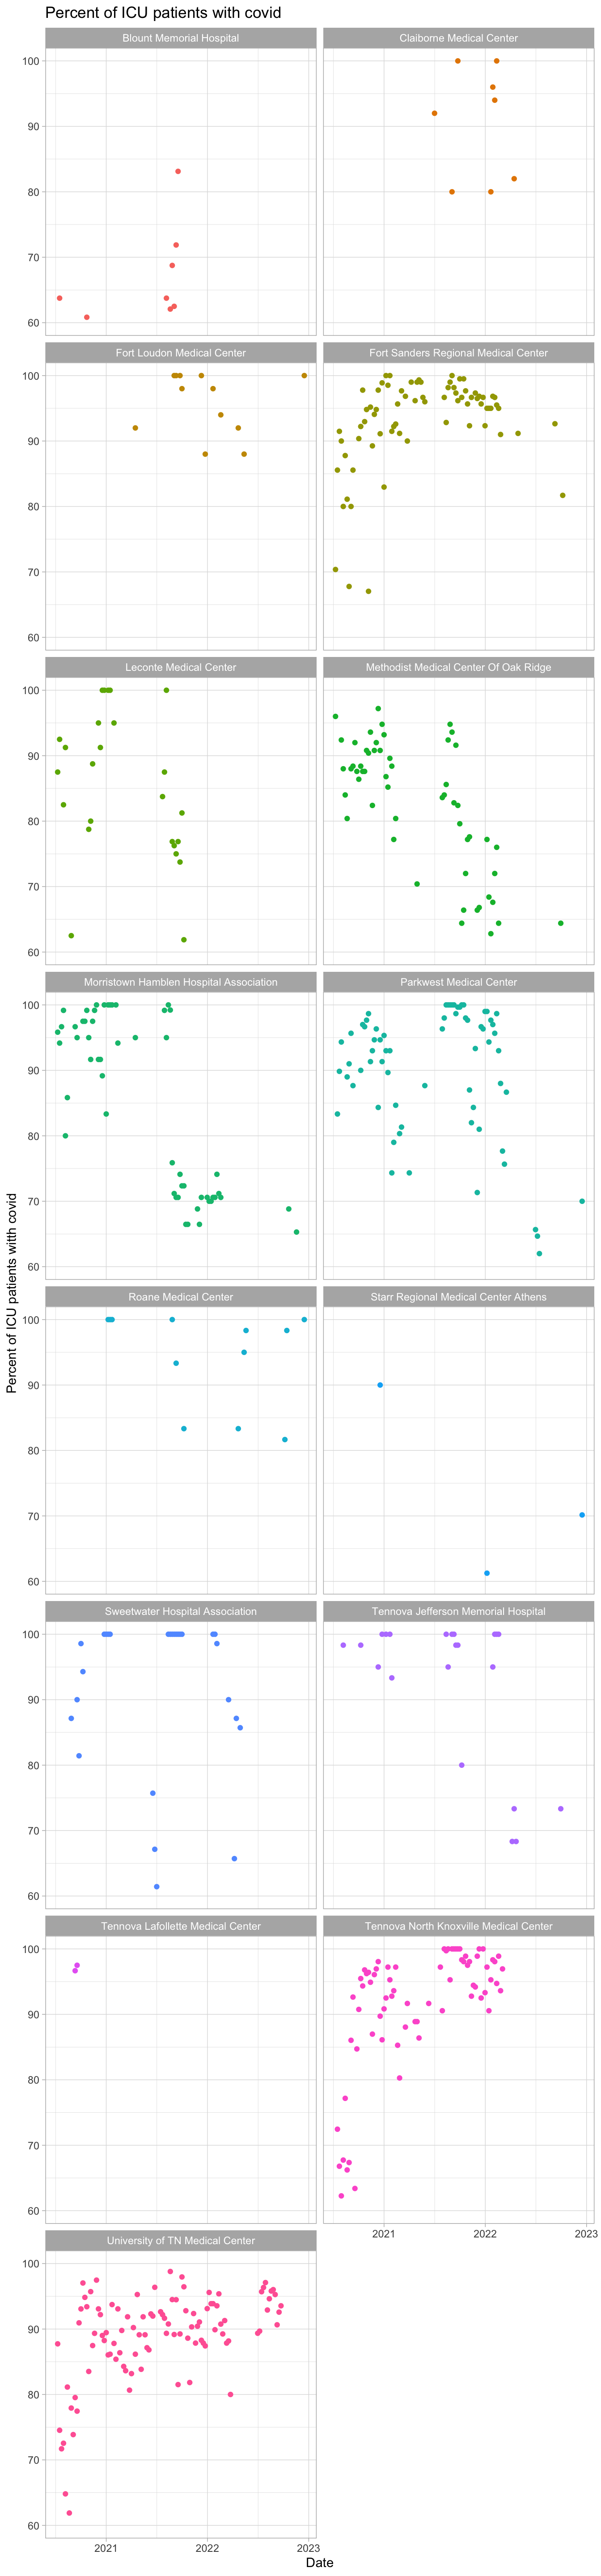 Percent of ICU patients with covid
Blount Memorial Hospital
Claiborne Medical Center
100
90
80
70
60
Fort Loudon Medical Center
Fort Sanders Regional Medical Center
100
90
80
70
60
Leconte Medical Center
Methodist Medical Center Of Oak Ridge
100
90
80
70
60
Morristown Hamblen Hospital Association
Parkwest Medical Center
100
90
80
70
60
Percent of ICU patients witth covid
Roane Medical Center
Starr Regional Medical Center Athens
100
90
80
70
60
Sweetwater Hospital Association
Tennova Jefferson Memorial Hospital
100
90
80
70
60
Tennova Lafollette Medical Center
Tennova North Knoxville Medical Center
100
90
80
70
60
2021
2022
2023
University of TN Medical Center
100
90
80
70
60
2021
2022
2023
Date